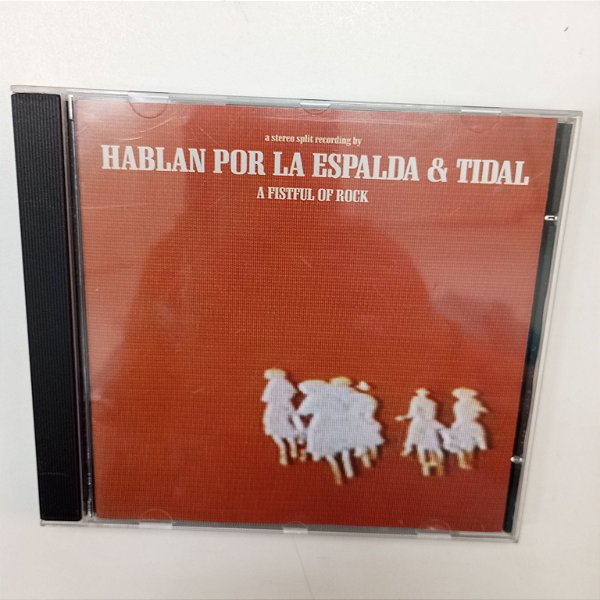 a stereo split recording by
HABLAN POR LA ESPALDA & TIDAL
A FISTFUL OF ROCK